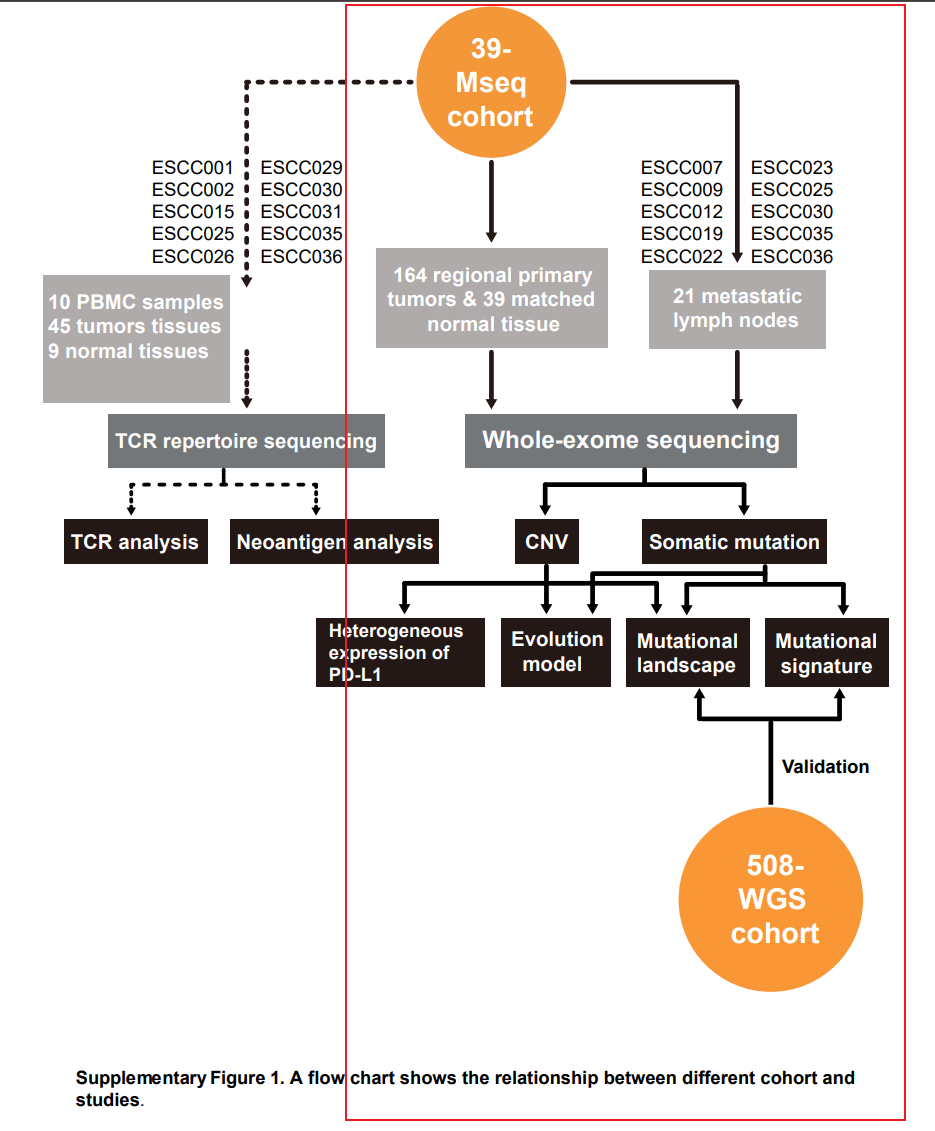 39-
Mseq
cohort
ESCC001
ESCC002
ESCC015
ESCC025
ESCC026
ESCC029
ESCC030
ESCC031
ESCC035
ESCC036
ESCC007
ESCC009
ESCC012
ESCC019
ESCC022
ESCC023
ESCC025
ESCC030
ESCC035
ESCC036
10 PBMC samples
45 tumors tissues
9 normal tissues
164 regional primary
tumors & 39 matched
normal tissue
21 metastatic
lymph nodes
TCR repertoire sequencing
Whole-exome sequencing
TCR analysis
Neoantigen analysis
CNV
Somatic mutation
Heterogeneous
expression of
PD-L1
Evolution
model
Mutational
landscape
Mutational
signature
Validation
508-
WGS
cohort
Supplementary Figure 1. A flow chart shows the relationship between different cohort and
studies.